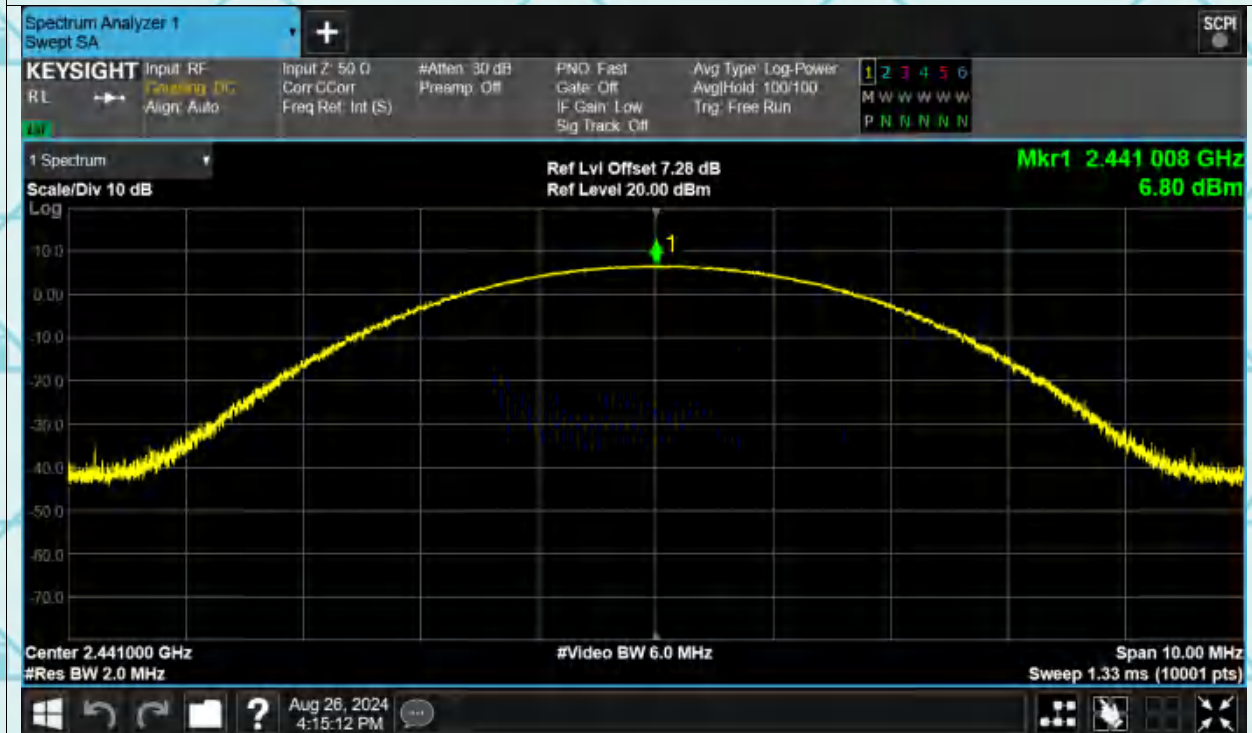 Spectrum Analyzer 1
Swept SA
+
SCPI
KEYSIGHT
RL
Input: RF
Coupling: DC
Align: Auto
Input Z: 50 Ω
Corr CCorr
Freq Ref: Int (S)
#Atten: 30 dB
Preamp: Off
PNO: Fast
Gate: Off
IF Gain: Low
Sig Track: Off
Avg Type: Log-Power
Avg|Hold: 100/100
Trig: Free Run
1 2 3 4 5 6
M W W W W W
P N N N N N
1 Spectrum
Scale/Div 10 dB
Log
Ref Lvl Offset 7.28 dB
Ref Level 20.00 dBm
Mkr1 2.441 008 GHz
6.80 dBm
1
10.0
0.00
-10.0
-20.0
-30.0
-40.0
-50.0
-60.0
-70.0
Center 2.441000 GHz
#Res BW 2.0 MHz
#Video BW 6.0 MHz
Span 10.00 MHz
Sweep 1.33 ms (10001 pts)
?
Aug 26, 2024
4:15:12 PM